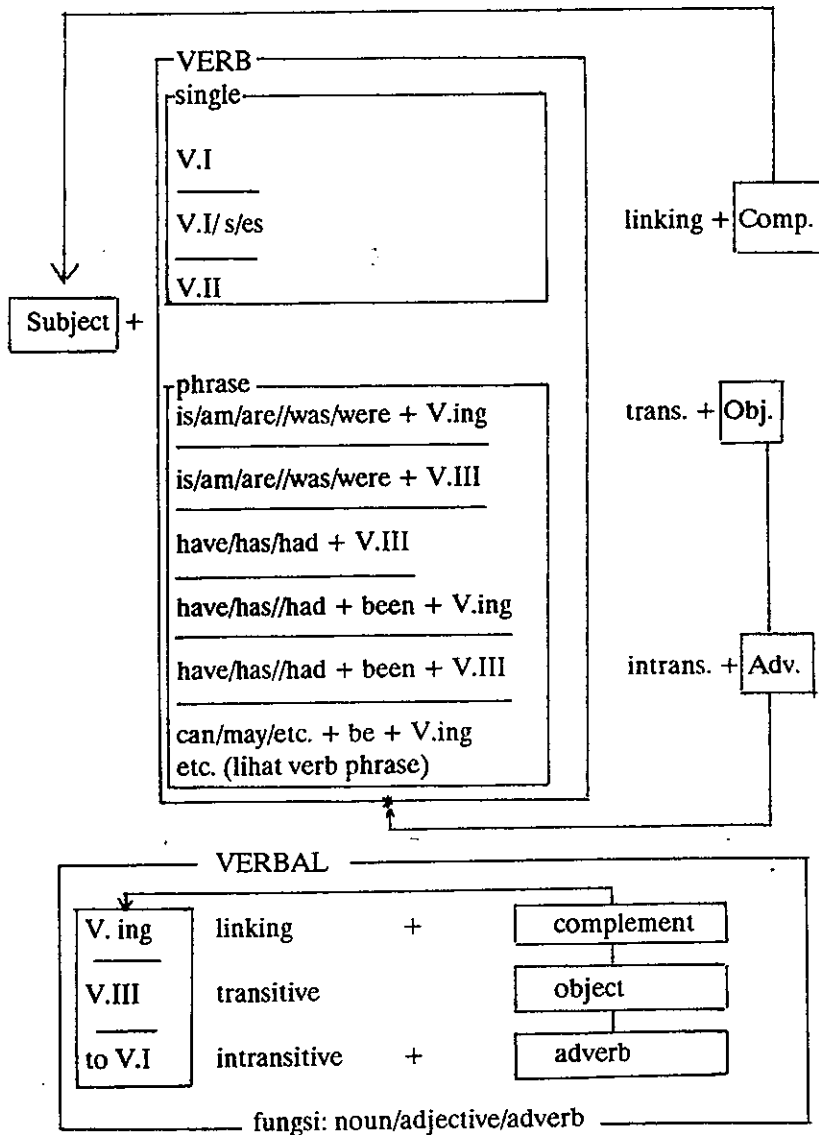 VERB
single
V.I
V.I/ s/es
V.II
linking + Comp.
Subject +
phrase
is/am/are//was/were + V.ing
is/am/are//was/were + V.III
have/has/had + V.III
have/has//had + been + V.ing
have/has//had + been + V.III
can/may/etc. + be + V.ing
etc. (lihat verb phrase)
trans. + Obj.
intrans. + Adv.
VERBAL
V. ing linking + complement
V.III transitive object
to V.I intransitive + adverb
fungsi: noun/adjective/adverb